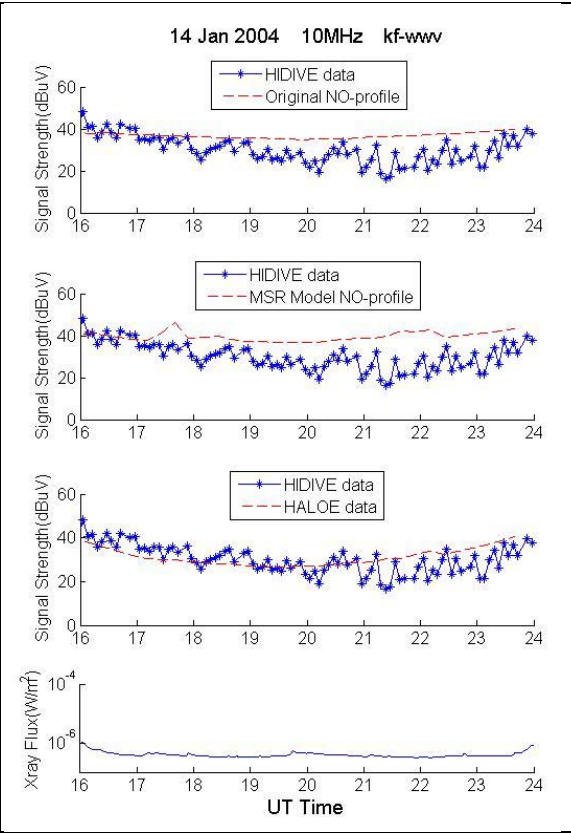 14 Jan 2004 10MHz kf-wwv
HIDIVE data
Original NO-profile
Signal Strength(dBuV)
60
40
20
0
16 17 18 19 20 21 22 23 24
HIDIVE data
MSR Model NO-profile
Signal Strength(dBuV)
60
40
20
0
16 17 18 19 20 21 22 23 24
HIDIVE data
HALOE data
Signal Strength(dBuV)
60
40
20
0
16 17 18 19 20 21 22 23 24
Xray Flux(W/m²)
10⁻⁴
10⁻⁶
16 17 18 19 20 21 22 23 24
UT Time